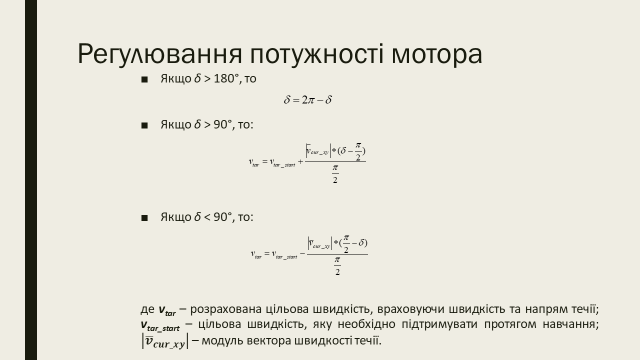 Регулювання потужності мотора
■ Якщо δ > 180°, то
δ = 2π − δ
■ Якщо δ > 90°, то:
v_tar = v_tar_start + (|v̅_cur_xy| * (δ − π/2)) / (π/2)
■ Якщо δ < 90°, то:
v_tar = v_tar_start − (|v̅_cur_xy| * (π/2 − δ)) / (π/2)
де v_tar – розрахована цільова швидкість, враховуючи швидкість та напрям течії;
v_tar_start – цільова швидкість, яку необхідно підтримувати протягом навчання;
|v̅_cur_xy| – модуль вектора швидкості течії.